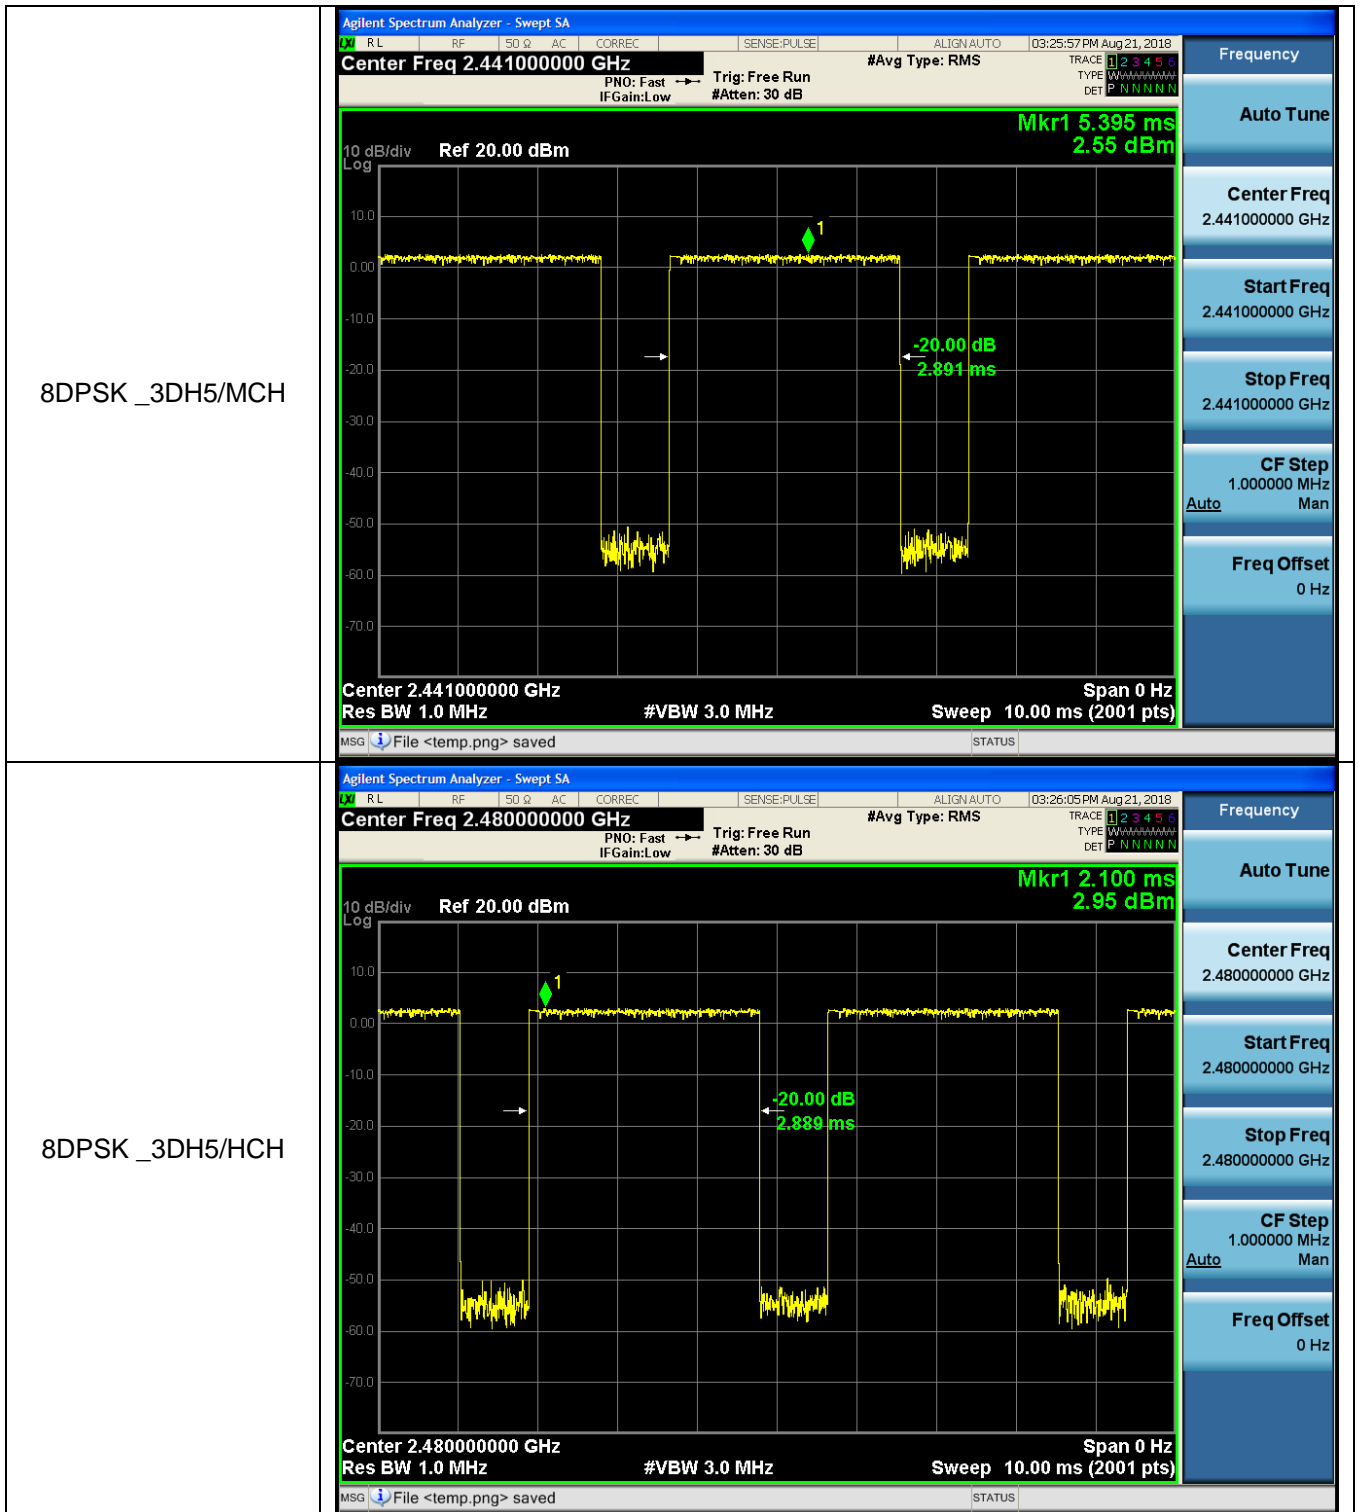 8DPSK _3DH5/MCH
Agilent Spectrum Analyzer - Swept SA
LXI RL RF 50 Ω AC CORREC SENSE:PULSE ALIGN AUTO 03:25:57 PM Aug 21, 2018
Center Freq 2.441000000 GHz
#Avg Type: RMS
TRACE 1 2 3 4 5 6
PNO: Fast Trig: Free Run
TYPE
IFGain:Low #Atten: 30 dB
DET P N N N N N
Mkr1 5.395 ms
2.55 dBm
10 dB/div Ref 20.00 dBm
Log
10.0
1
0.00
-10.0
-20.00 dB
-20.0
2.891 ms
-30.0
-40.0
-50.0
-60.0
-70.0
Center 2.441000000 GHz Span 0 Hz
Res BW 1.0 MHz #VBW 3.0 MHz Sweep 10.00 ms (2001 pts)
MSG File <temp.png> saved STATUS
Frequency
Auto Tune
Center Freq
2.441000000 GHz
Start Freq
2.441000000 GHz
Stop Freq
2.441000000 GHz
CF Step
1.000000 MHz
Auto Man
Freq Offset
0 Hz
8DPSK _3DH5/HCH
Agilent Spectrum Analyzer - Swept SA
LXI RL RF 50 Ω AC CORREC SENSE:PULSE ALIGN AUTO 03:26:05 PM Aug 21, 2018
Center Freq 2.480000000 GHz
#Avg Type: RMS
TRACE 1 2 3 4 5 6
PNO: Fast Trig: Free Run
TYPE
IFGain:Low #Atten: 30 dB
DET P N N N N N
Mkr1 2.100 ms
2.95 dBm
10 dB/div Ref 20.00 dBm
Log
10.0
1
0.00
-10.0
-20.00 dB
-20.0
2.889 ms
-30.0
-40.0
-50.0
-60.0
-70.0
Center 2.480000000 GHz Span 0 Hz
Res BW 1.0 MHz #VBW 3.0 MHz Sweep 10.00 ms (2001 pts)
MSG File <temp.png> saved STATUS
Frequency
Auto Tune
Center Freq
2.480000000 GHz
Start Freq
2.480000000 GHz
Stop Freq
2.480000000 GHz
CF Step
1.000000 MHz
Auto Man
Freq Offset
0 Hz